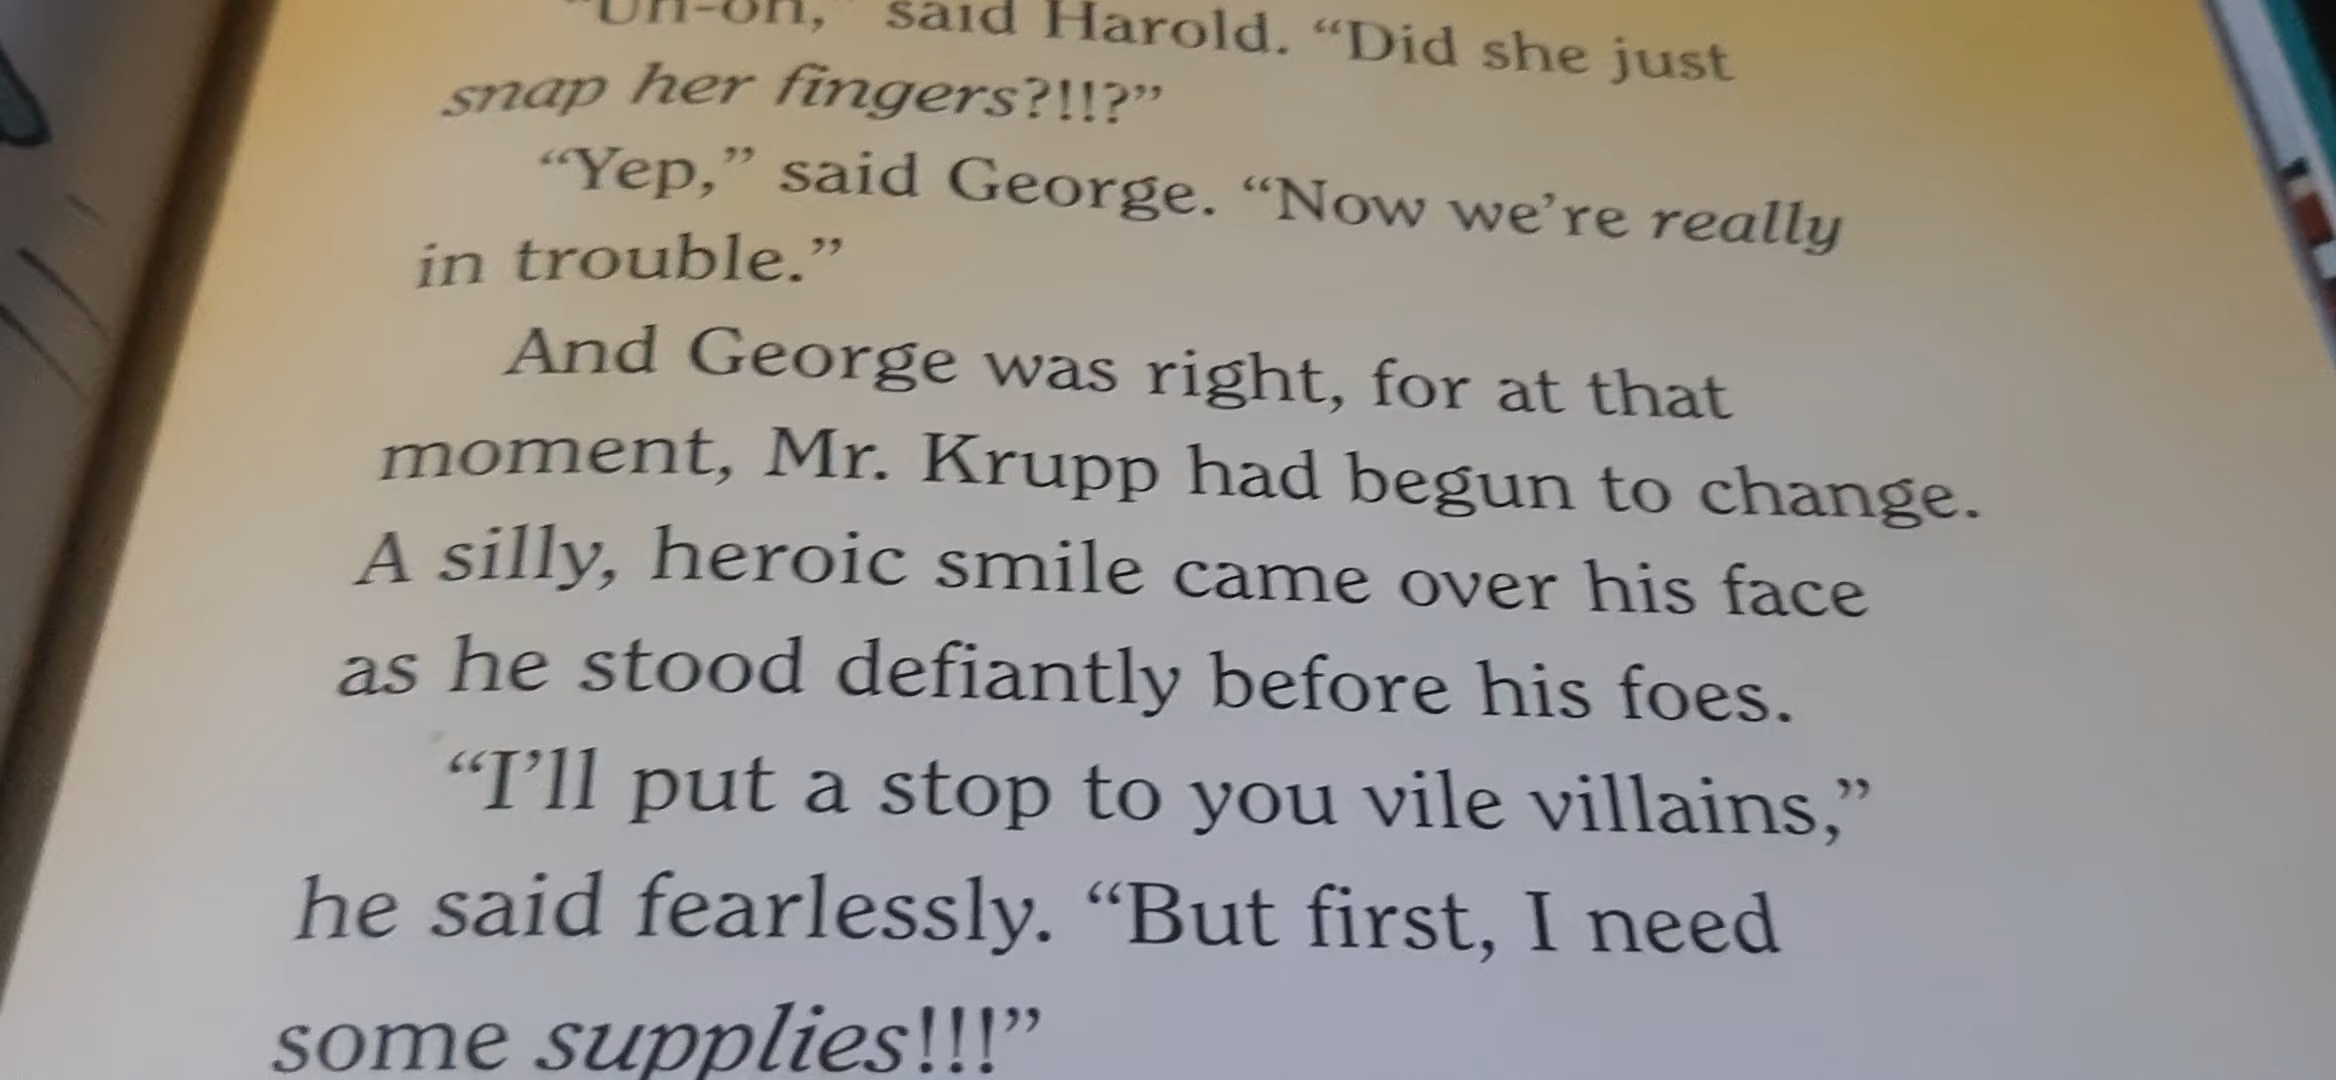 "Uh-oh," said Harold. "Did she just
snap her fingers?!!?"
"Yep," said George. "Now we're really
in trouble."
And George was right, for at that
moment, Mr. Krupp had begun to change.
A silly, heroic smile came over his face
as he stood defiantly before his foes.
"I'll put a stop to you vile villains,"
he said fearlessly. "But first, I need
some supplies!!!"